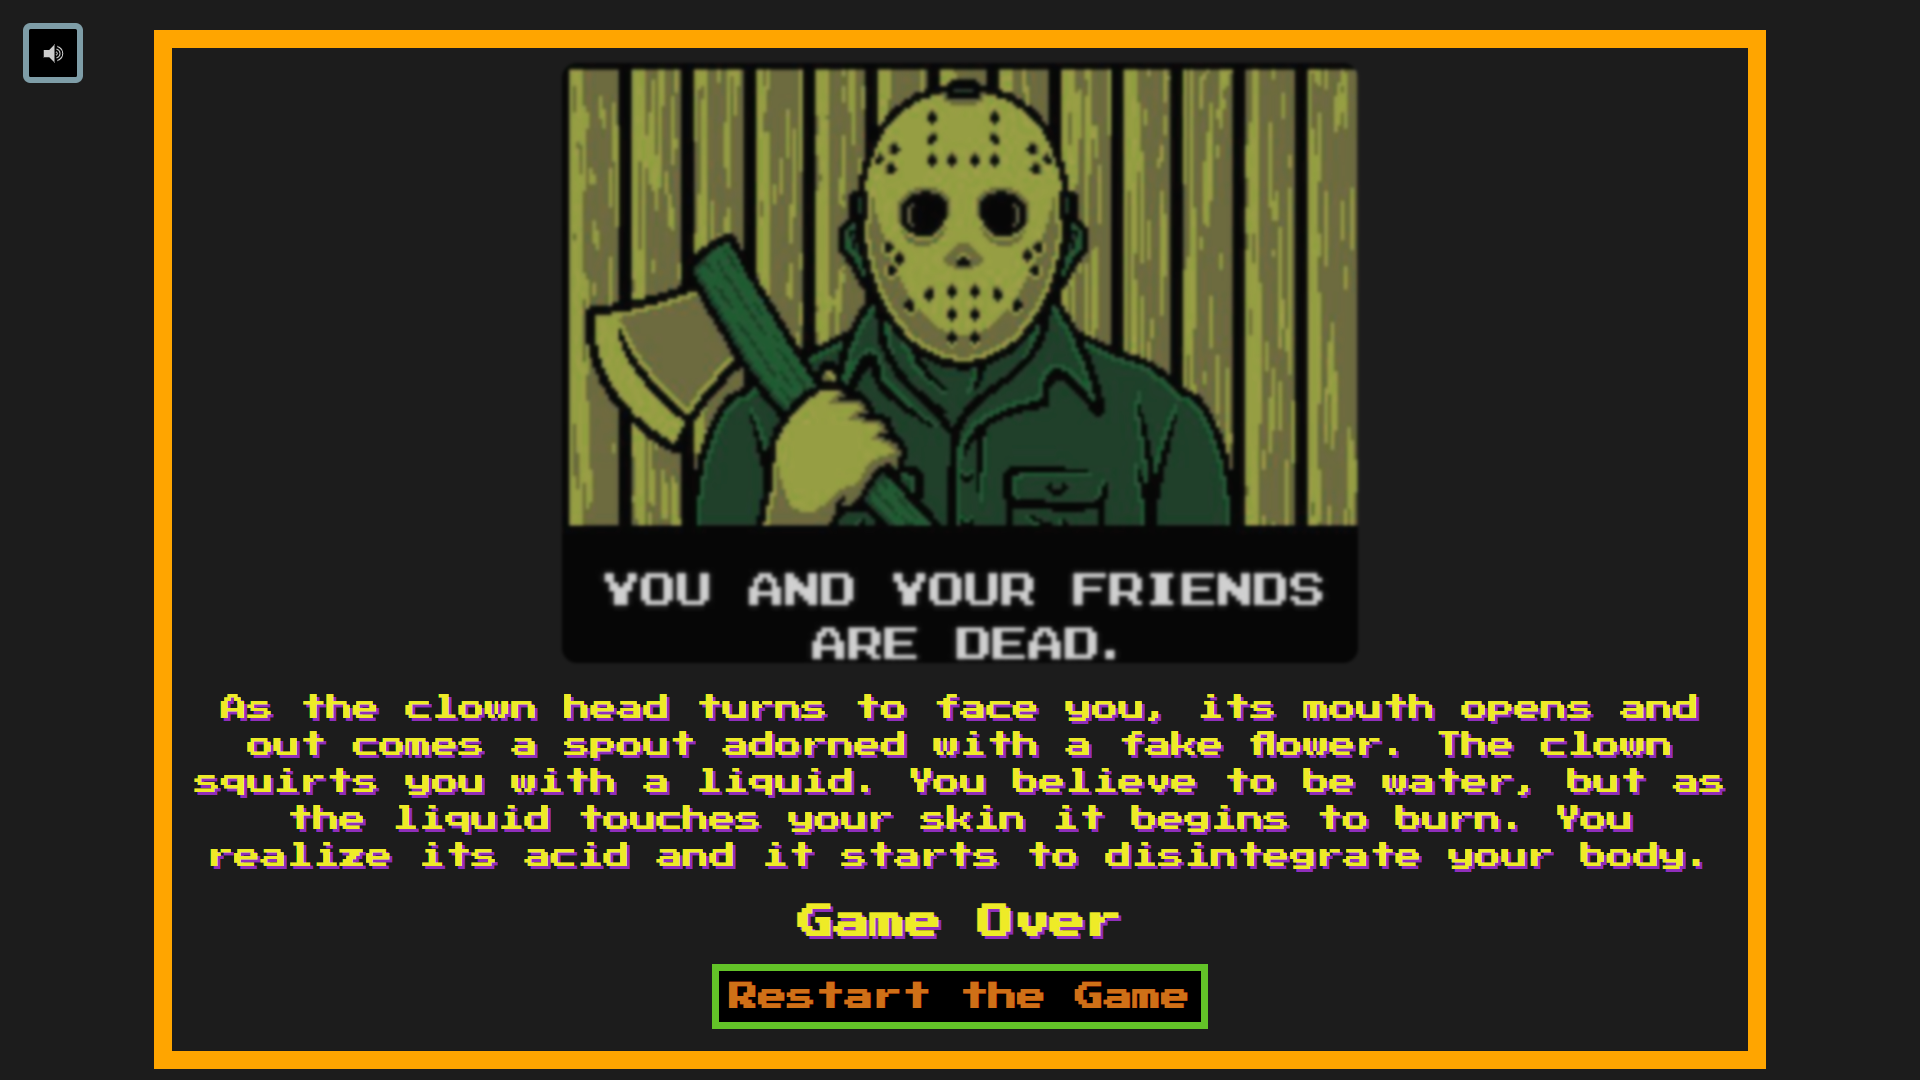 YOU AND YOUR FRIENDS
ARE DEAD.
As the clown head turns to face you, its mouth opens and
out comes a spout adorned with a fake flower. The clown
squirts you with a liquid. You believe to be water, but as
the liquid touches your skin it begins to burn. You
realize its acid and it starts to disintegrate your body.
Game Over
Restart the Game